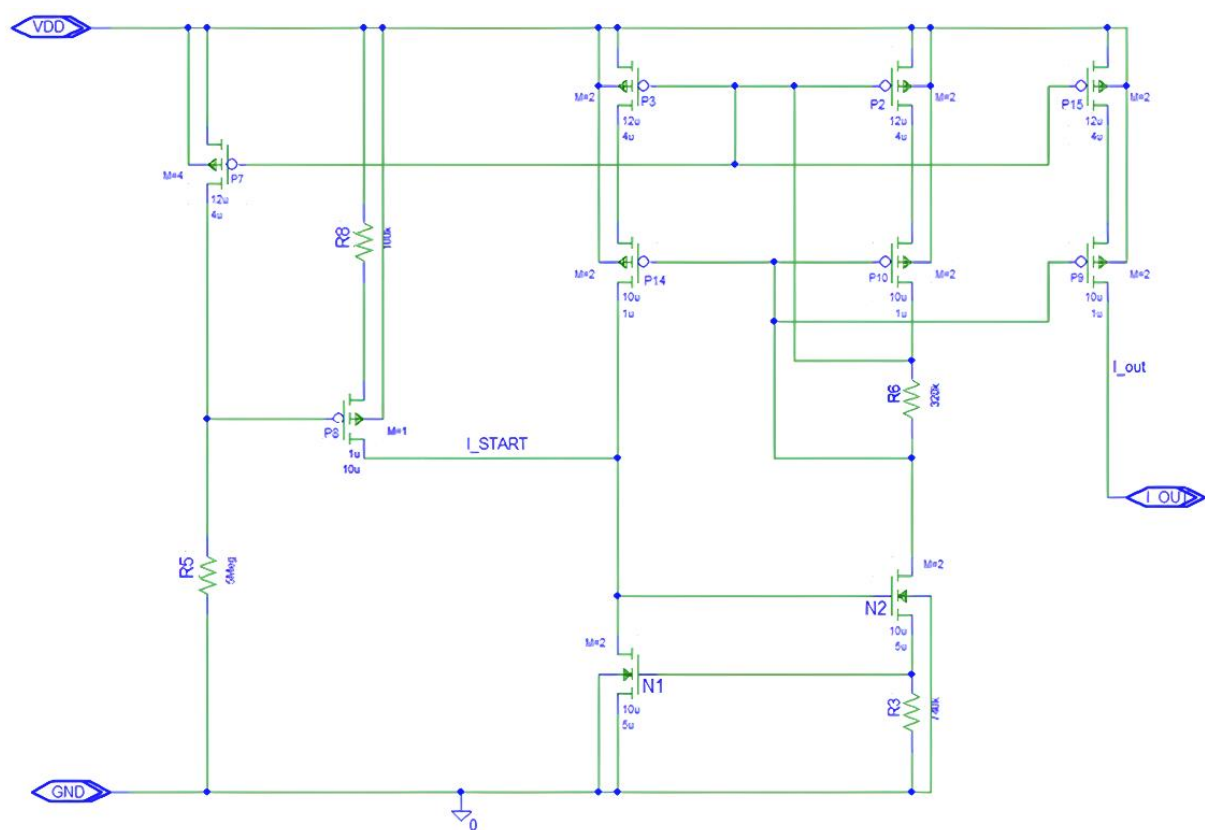 VDD
M=2
P3
12u
4u
P2
M=2
12u
4u
P15
M=2
12u
4u
M=4
P7
12u
4u
R8
100k
M=2
P14
10u
1u
P10
M=2
10u
1u
P9
M=2
10u
1u
I_out
R6
320k
P8
M=1
1u
10u
I_START
I_OUT
R5
5Meg
M=2
N2
10u
5u
M=2
N1
10u
5u
R3
740k
GND
0